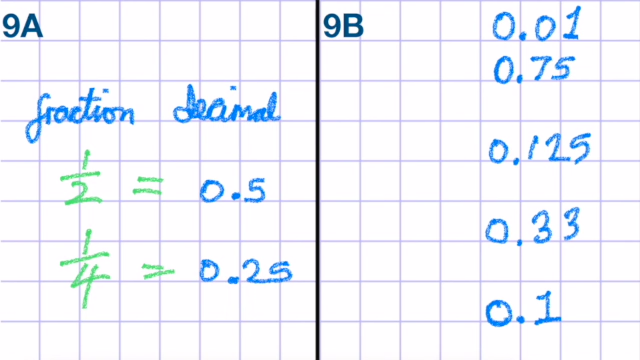 9A
fraction decimal
1/2 = 0.5
1/4 = 0.25
9B
0.01
0.75
0.125
0.33
0.1